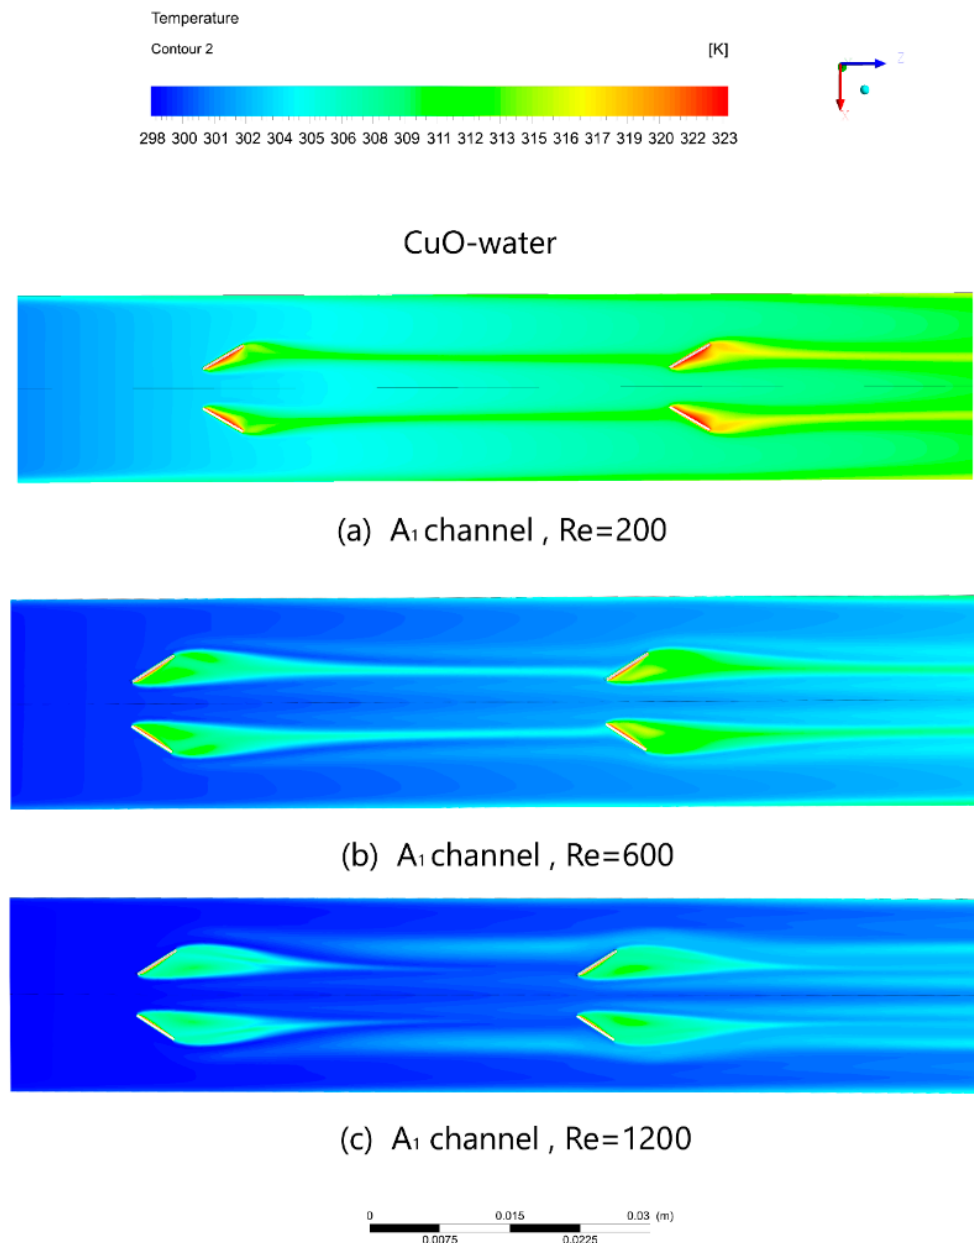 Temperature
Contour 2 [K]
298 300 301 302 304 305 306 308 309 311 312 313 315 316 317 319 320 322 323
Z
X
CuO-water
(a) A₁ channel , Re=200
(b) A₁ channel , Re=600
(c) A₁ channel , Re=1200
0 0.015 0.03 (m)
0.0075 0.0225